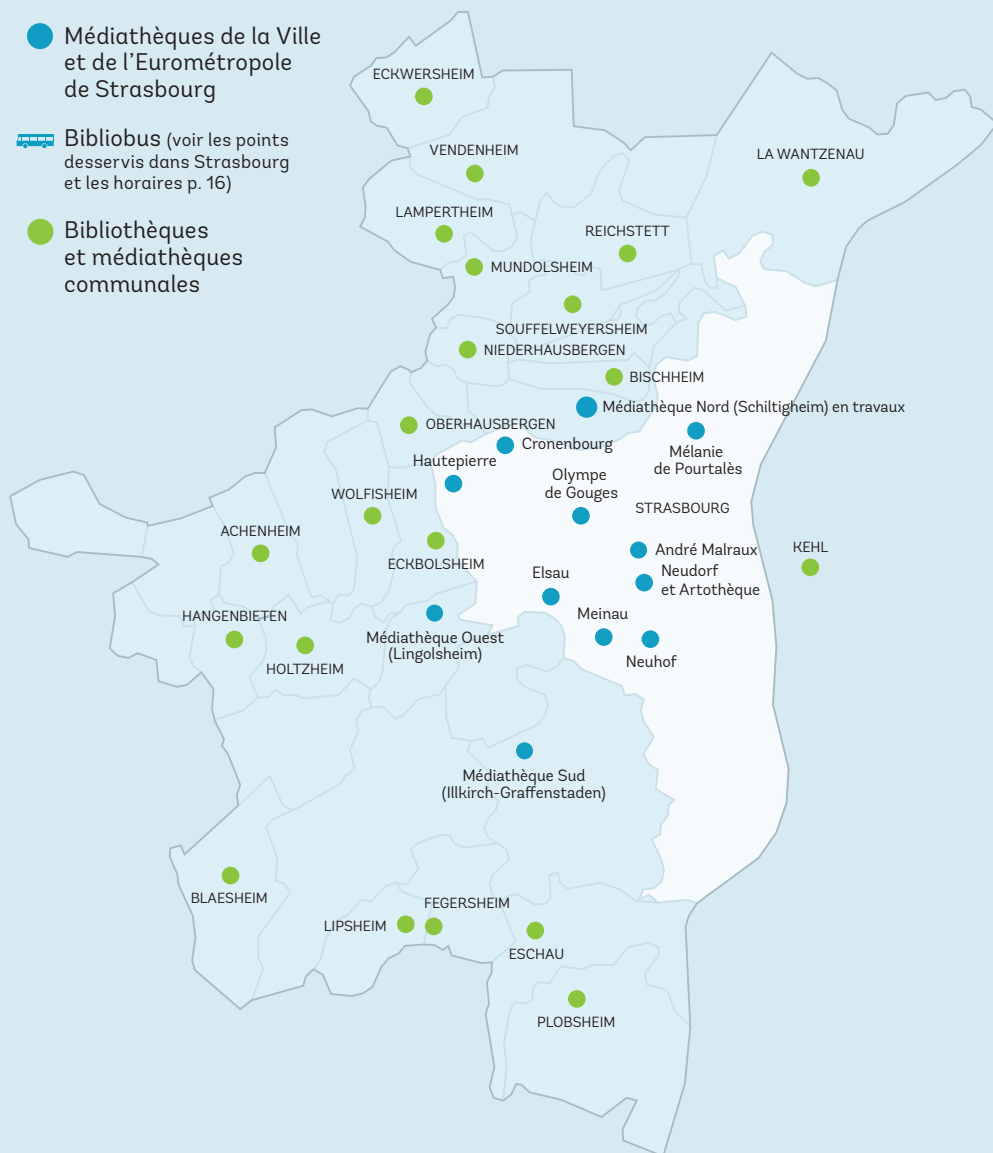 Médiathèques de la Ville
et de l’Eurométropole
de Strasbourg
Bibliobus (voir les points
desservis dans Strasbourg
et les horaires p. 16)
Bibliothèques
et médiathèques
communales
ECKWERSHEIM
VENDENHEIM
LA WANTZENAU
LAMPERTHEIM
REICHSTETT
MUNDOLSHEIM
SOUFFELWEYERSHEIM
NIEDERHAUSBERGEN
BISCHHEIM
Médiathèque Nord (Schiltigheim) en travaux
OBERHAUSBERGEN
Cronenbourg
Mélanie
de Pourtalès
Hautepierre
Olympe
de Gouges
WOLFISHEIM
STRASBOURG
ACHENHEIM
ECKBOLSHEIM
André Malraux
KEHL
Neudorf
et Artothèque
Elsau
Meinau
HANGENBIETEN
Médiathèque Ouest
(Lingolsheim)
Neuhof
HOLTZHEIM
Médiathèque Sud
(Illkirch-Graffenstaden)
BLAESHEIM
FEGERSHEIM
LIPSHEIM
ESCHAU
PLOBSHEIM